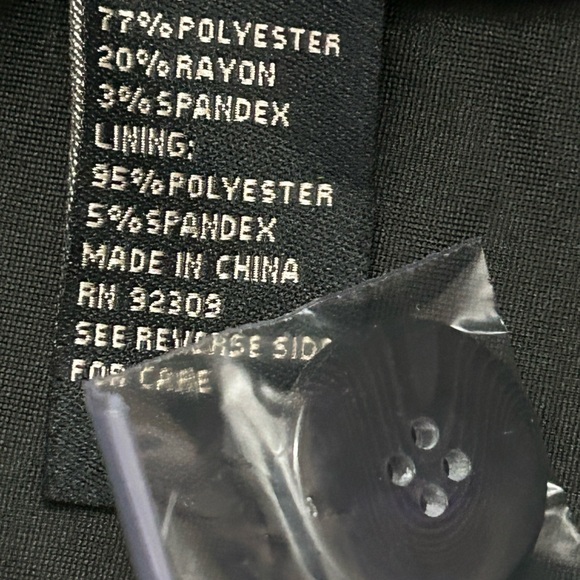 77% POLYESTER
20% RAYON
3% SPANDEX
LINING:
95% POLYESTER
5% SPANDEX
MADE IN CHINA
RN 92309
SEE REVERSE SIDE
FOR CARE